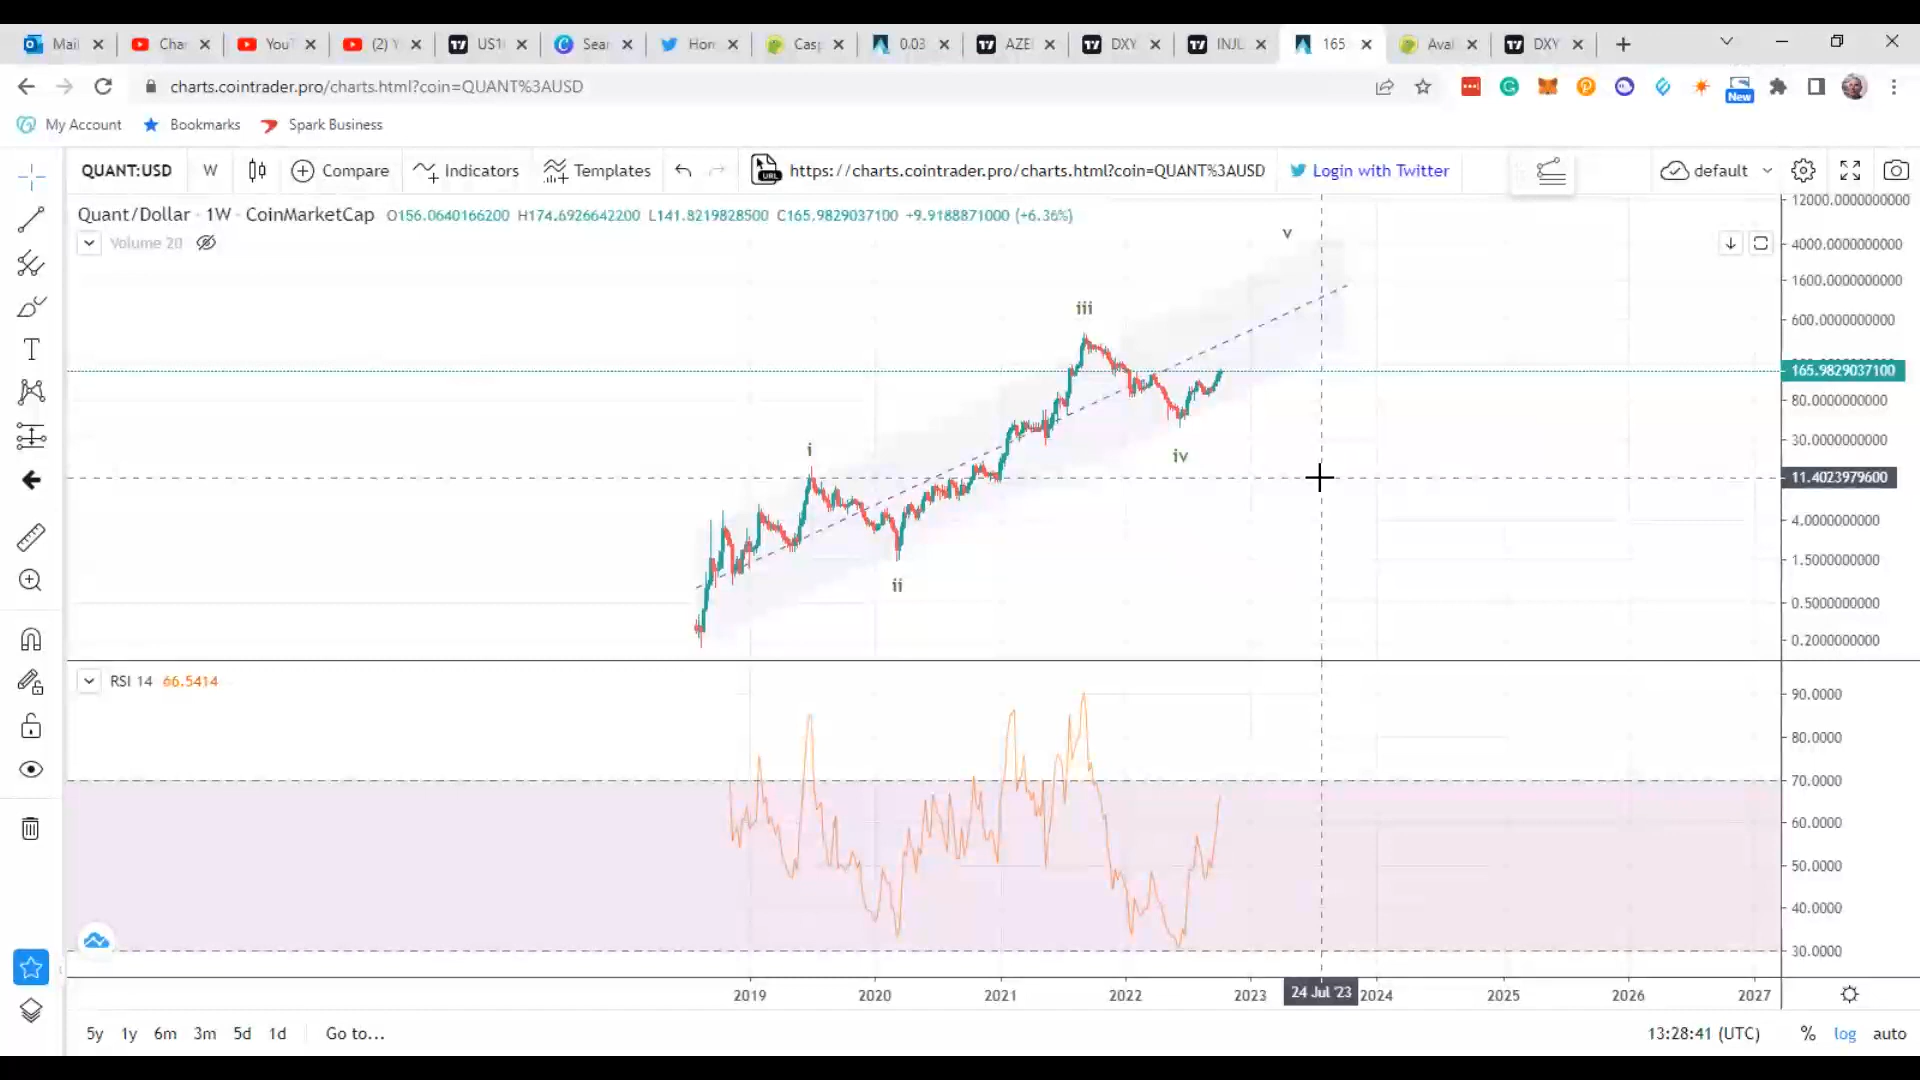 Mail Char YouT (2) Y US1 Sear Hon Casp 0.03 AZE DXY INJL 165 Aval DXY
charts.cointrader.pro/charts.html?coin=QUANT%3AUSD
New
My Account Bookmarks Spark Business
QUANT:USD W Compare Indicators Templates URL https://charts.cointrader.pro/charts.html?coin=QUANT%3AUSD Login with Twitter default
Quant/Dollar · 1W · CoinMarketCap O156.0640166200 H174.6926642200 L141.8219828500 C165.9829037100 +9.9188871000 (+6.36%)
Volume 20
12000.0000000000
4000.0000000000
1600.0000000000
600.0000000000
165.9829037100
80.0000000000
30.0000000000
11.4023979600
4.0000000000
1.5000000000
0.5000000000
0.2000000000
v
iii
i
iv
ii
RSI 14 66.5414
90.0000
80.0000
70.0000
60.0000
50.0000
40.0000
30.0000
2019 2020 2021 2022 2023 24 Jul '23 2024 2025 2026 2027
5y 1y 6m 3m 5d 1d Go to... 13:28:41 (UTC) % log auto